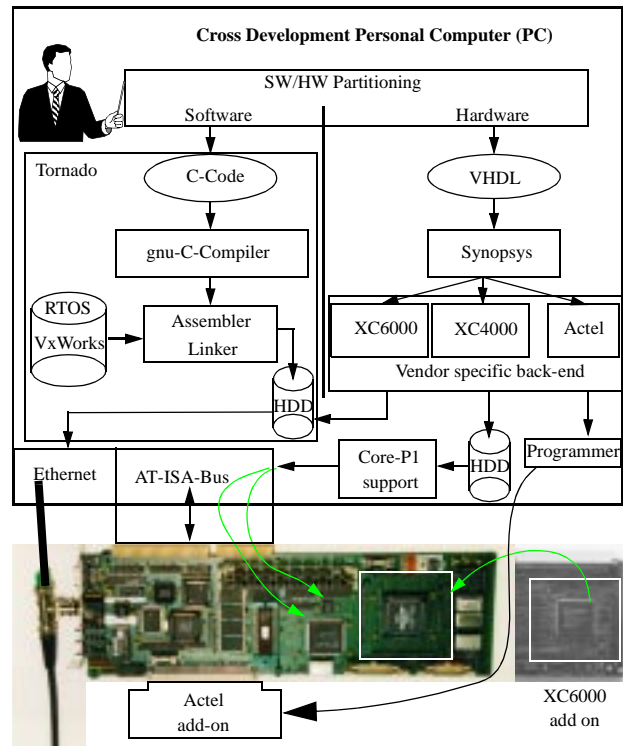 Cross Development Personal Computer (PC)
SW/HW Partitioning
Software
Hardware
Tornado
C-Code
VHDL
gnu-C-Compiler
Synopsys
RTOS
VxWorks
Assembler
Linker
XC6000
XC4000
Actel
Vendor specific back-end
HDD
Ethernet
AT-ISA-Bus
Core-P1
support
HDD
Programmer
Actel
add-on
XC6000
add on